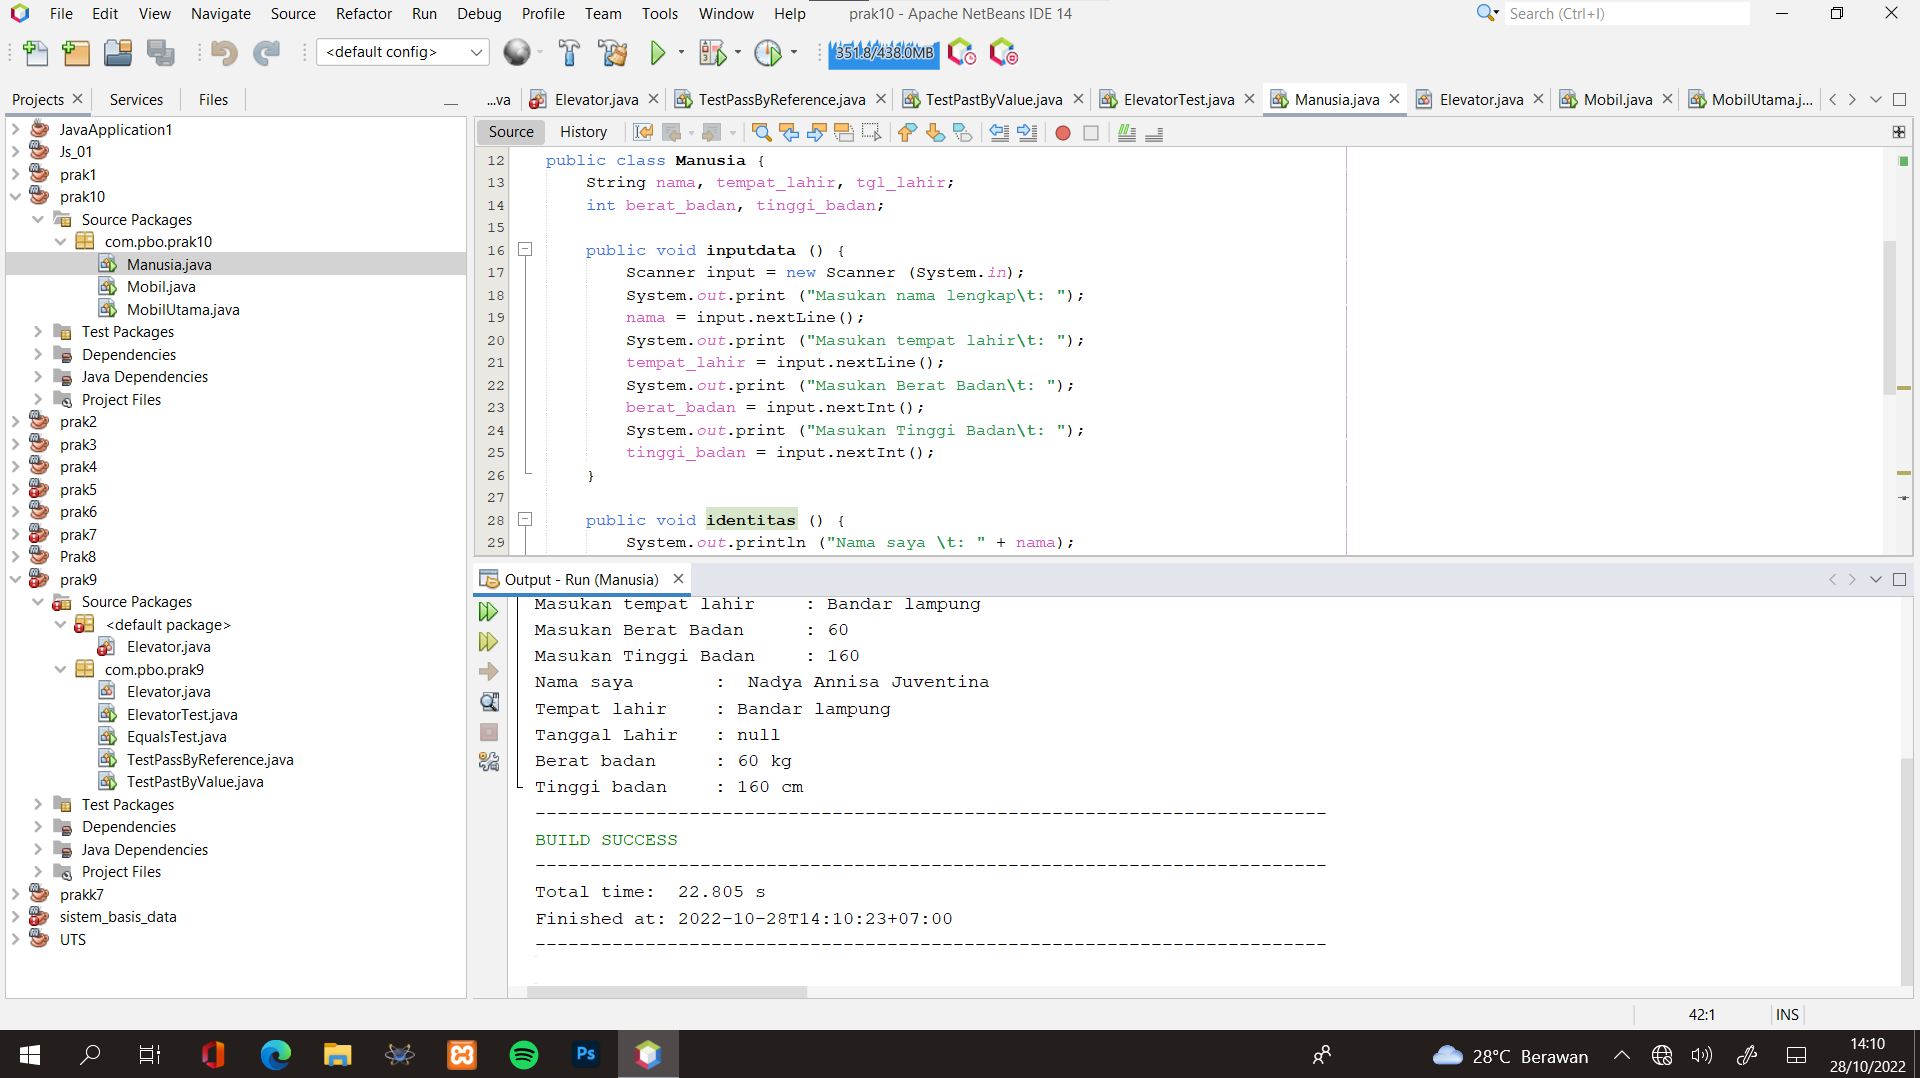 File Edit View Navigate Source Refactor Run Debug Profile Team Tools Window Help prak10 - Apache NetBeans IDE 14 Search (Ctrl+I)
<default config> 351.8/438.0MB
Projects Services Files
...va Elevator.java TestPassByReference.java TestPastByValue.java ElevatorTest.java Manusia.java Elevator.java Mobil.java MobilUtama.j...
Source History
JavaApplication1
Js_01
prak1
prak10
Source Packages
com.pbo.prak10
Manusia.java
Mobil.java
MobilUtama.java
Test Packages
Dependencies
Java Dependencies
Project Files
prak2
prak3
prak4
prak5
prak6
prak7
Prak8
prak9
Source Packages
<default package>
Elevator.java
com.pbo.prak9
Elevator.java
ElevatorTest.java
EqualsTest.java
TestPassByReference.java
TestPastByValue.java
Test Packages
Dependencies
Java Dependencies
Project Files
prakk7
sistem_basis_data
UTS
12 public class Manusia {
13 String nama, tempat_lahir, tgl_lahir;
14 int berat_badan, tinggi_badan;
15
16 public void inputdata () {
17 Scanner input = new Scanner (System.in);
18 System.out.print ("Masukan nama lengkap\t: ");
19 nama = input.nextLine();
20 System.out.print ("Masukan tempat lahir\t: ");
21 tempat_lahir = input.nextLine();
22 System.out.print ("Masukan Berat Badan\t: ");
23 berat_badan = input.nextInt();
24 System.out.print ("Masukan Tinggi Badan\t: ");
25 tinggi_badan = input.nextInt();
26 }
27
28 public void identitas () {
29 System.out.println ("Nama saya \t: " + nama);
Output - Run (Manusia)
Masukan tempat lahir : Bandar lampung
Masukan Berat Badan : 60
Masukan Tinggi Badan : 160
Nama saya : Nadya Annisa Juventina
Tempat lahir : Bandar lampung
Tanggal Lahir : null
Berat badan : 60 kg
Tinggi badan : 160 cm
------------------------------------------------------------------------
BUILD SUCCESS
------------------------------------------------------------------------
Total time: 22.805 s
Finished at: 2022-10-28T14:10:23+07:00
------------------------------------------------------------------------
42:1 INS
Ps
28°C Berawan
14:10
28/10/2022